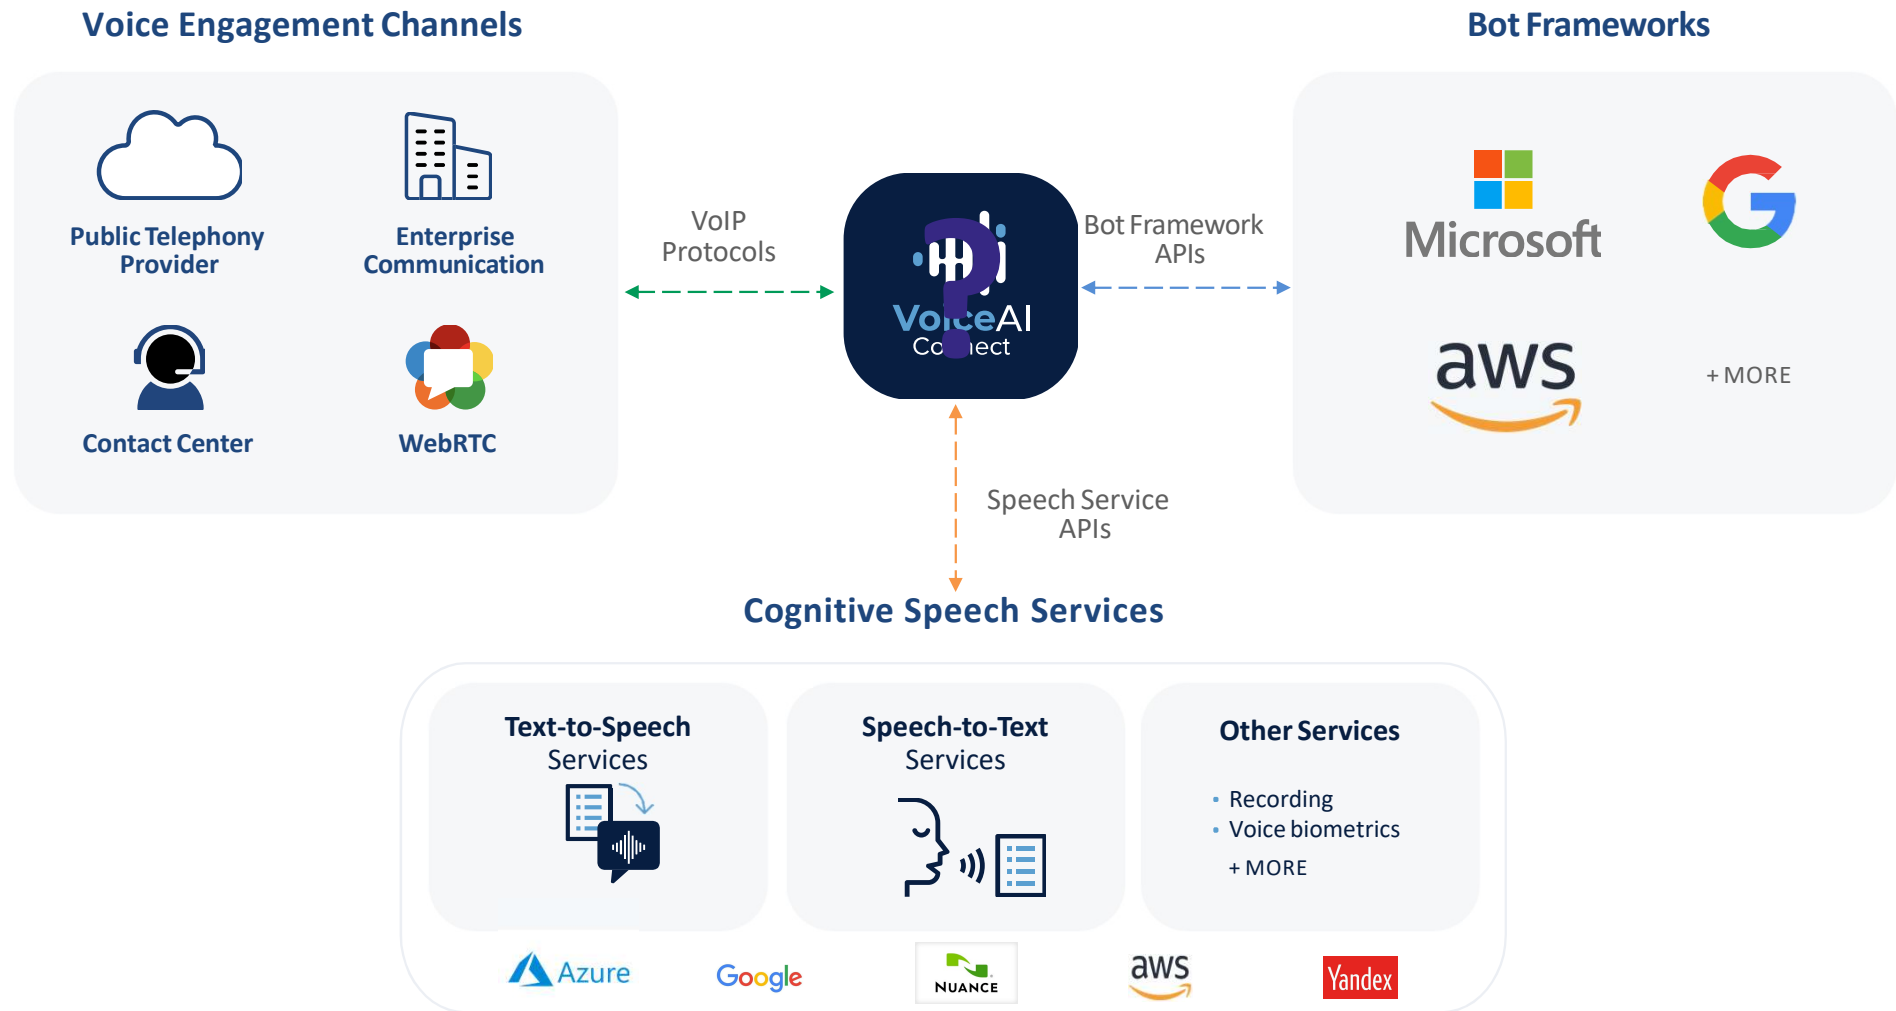 Voice Engagement Channels
Bot Frameworks
Public Telephony
Provider
Enterprise
Communication
Contact Center
WebRTC
VoIP
Protocols
?
VoiceAI
Connect
Bot Framework
APIs
Microsoft
G
aws
+ MORE
Speech Service
APIs
Cognitive Speech Services
Text-to-Speech
Services
Speech-to-Text
Services
Other Services
• Recording
• Voice biometrics
+ MORE
Azure
Google
NUANCE
aws
Yandex